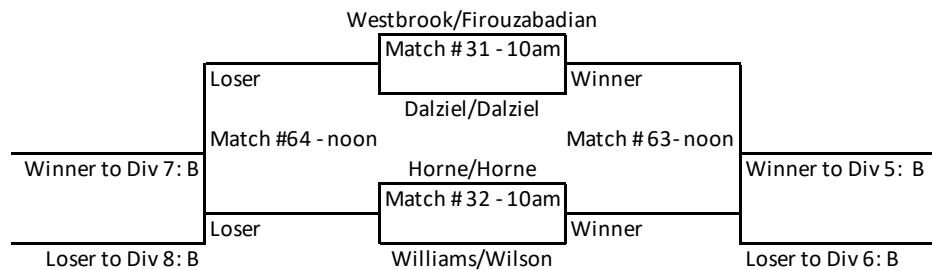 Westbrook/Firouzabadian
Match # 31 - 10am
Loser
Winner
Dalziel/Dalziel
Match #64 - noon
Match # 63- noon
Winner to Div 7: B
Horne/Horne
Winner to Div 5: B
Match # 32 - 10am
Loser
Winner
Loser to Div 8: B
Williams/Wilson
Loser to Div 6: B